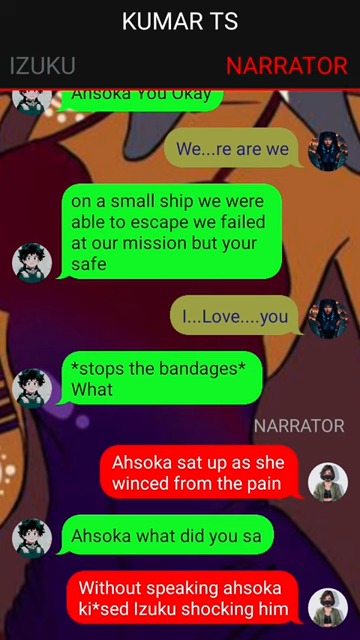 KUMAR TS
IZUKU NARRATOR
Ahsoka You Okay
We...re are we
on a small ship we were
able to escape we failed
at our mission but your
safe
I...Love....you
*stops the bandages*
What
NARRATOR
Ahsoka sat up as she
winced from the pain
Ahsoka what did you sa
Without speaking ahsoka
ki*sed Izuku shocking him